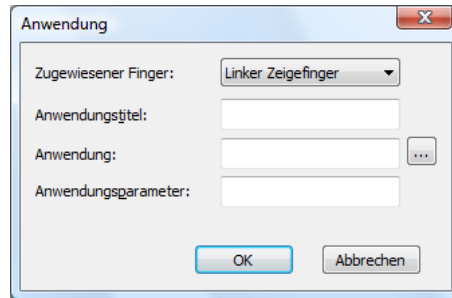 Anwendung
Zugewiesener Finger: Linker Zeigefinger
Anwendungstitel:
Anwendung: ...
Anwendungsparameter:
OK Abbrechen